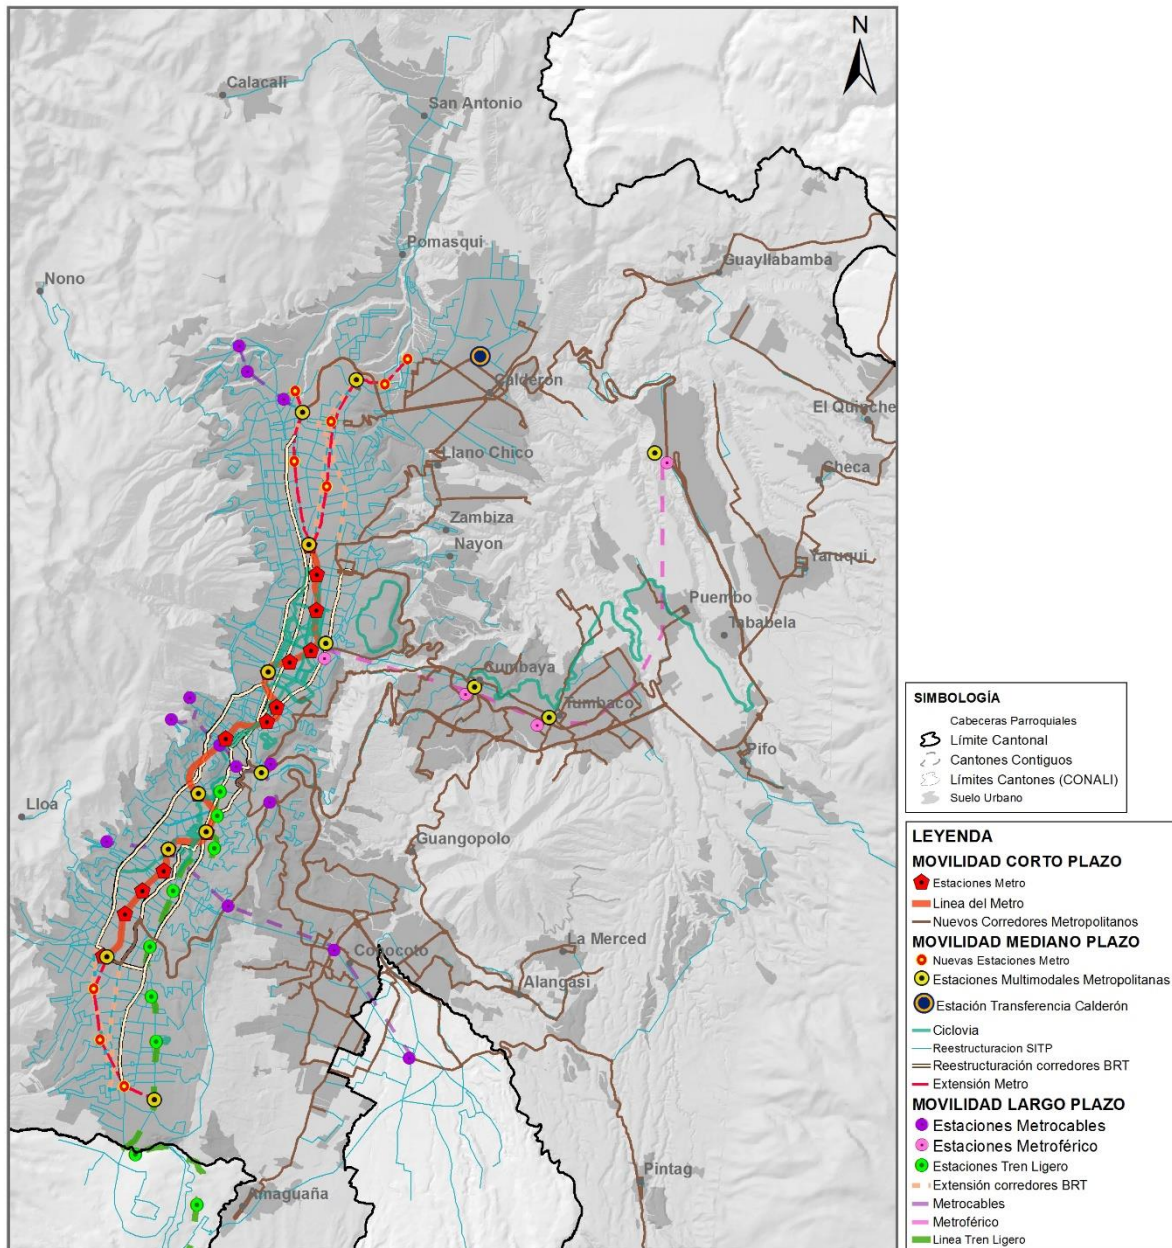 N
Calacali
San Antonio
Pomasqui
Nono
Guayllabamba
Calderon
El Quinche
Llano Chico
Checa
Zambiza
Nayon
Yaruqui
Puembo
Tababela
Cumbaya
Tumbaco
Pifo
Lloa
Guangopolo
La Merced
Conocoto
Alangasi
Pintag
Amaguaña
SIMBOLOGÍA
Cabeceras Parroquiales
Límite Cantonal
Cantones Contiguos
Límites Cantones (CONALI)
Suelo Urbano
LEYENDA
MOVILIDAD CORTO PLAZO
Estaciones Metro
Linea del Metro
Nuevos Corredores Metropolitanos
MOVILIDAD MEDIANO PLAZO
Nuevas Estaciones Metro
Estaciones Multimodales Metropolitanas
Estación Transferencia Calderón
Ciclovia
Reestructuracion SITP
Reestructuración corredores BRT
Extensión Metro
MOVILIDAD LARGO PLAZO
Estaciones Metrocables
Estaciones Metroférico
Estaciones Tren Ligero
Extensión corredores BRT
Metrocables
Metroférico
Linea Tren Ligero